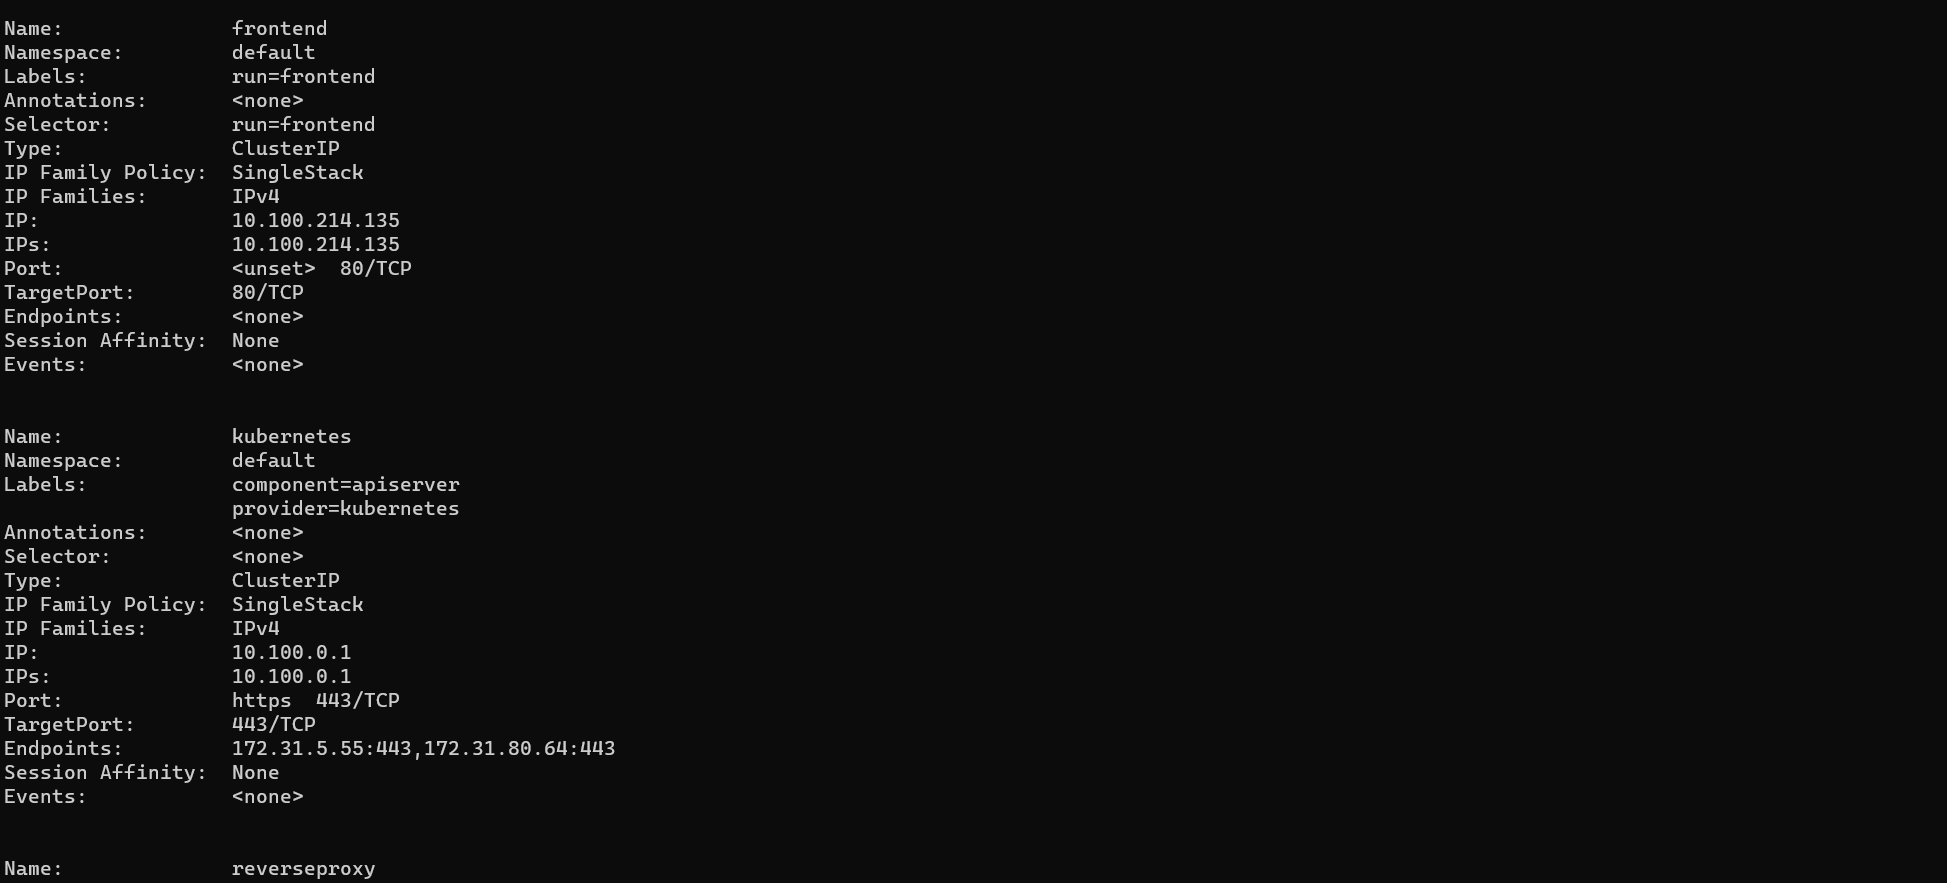 Name:              frontend
Namespace:         default
Labels:            run=frontend
Annotations:       <none>
Selector:          run=frontend
Type:              ClusterIP
IP Family Policy:  SingleStack
IP Families:       IPv4
IP:                10.100.214.135
IPs:               10.100.214.135
Port:              <unset>  80/TCP
TargetPort:        80/TCP
Endpoints:         <none>
Session Affinity:  None
Events:            <none>
Name:              kubernetes
Namespace:         default
Labels:            component=apiserver
                   provider=kubernetes
Annotations:       <none>
Selector:          <none>
Type:              ClusterIP
IP Family Policy:  SingleStack
IP Families:       IPv4
IP:                10.100.0.1
IPs:               10.100.0.1
Port:              https  443/TCP
TargetPort:        443/TCP
Endpoints:         172.31.5.55:443,172.31.80.64:443
Session Affinity:  None
Events:            <none>
Name:              reverseproxy